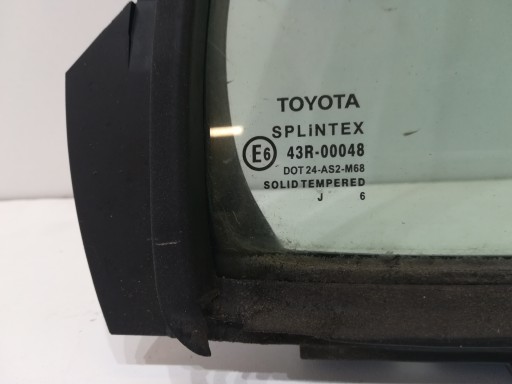 TOYOTA
SPLiNTEX
E6 43R-00048
DOT 24-AS2-M68
SOLID TEMPERED
J 6